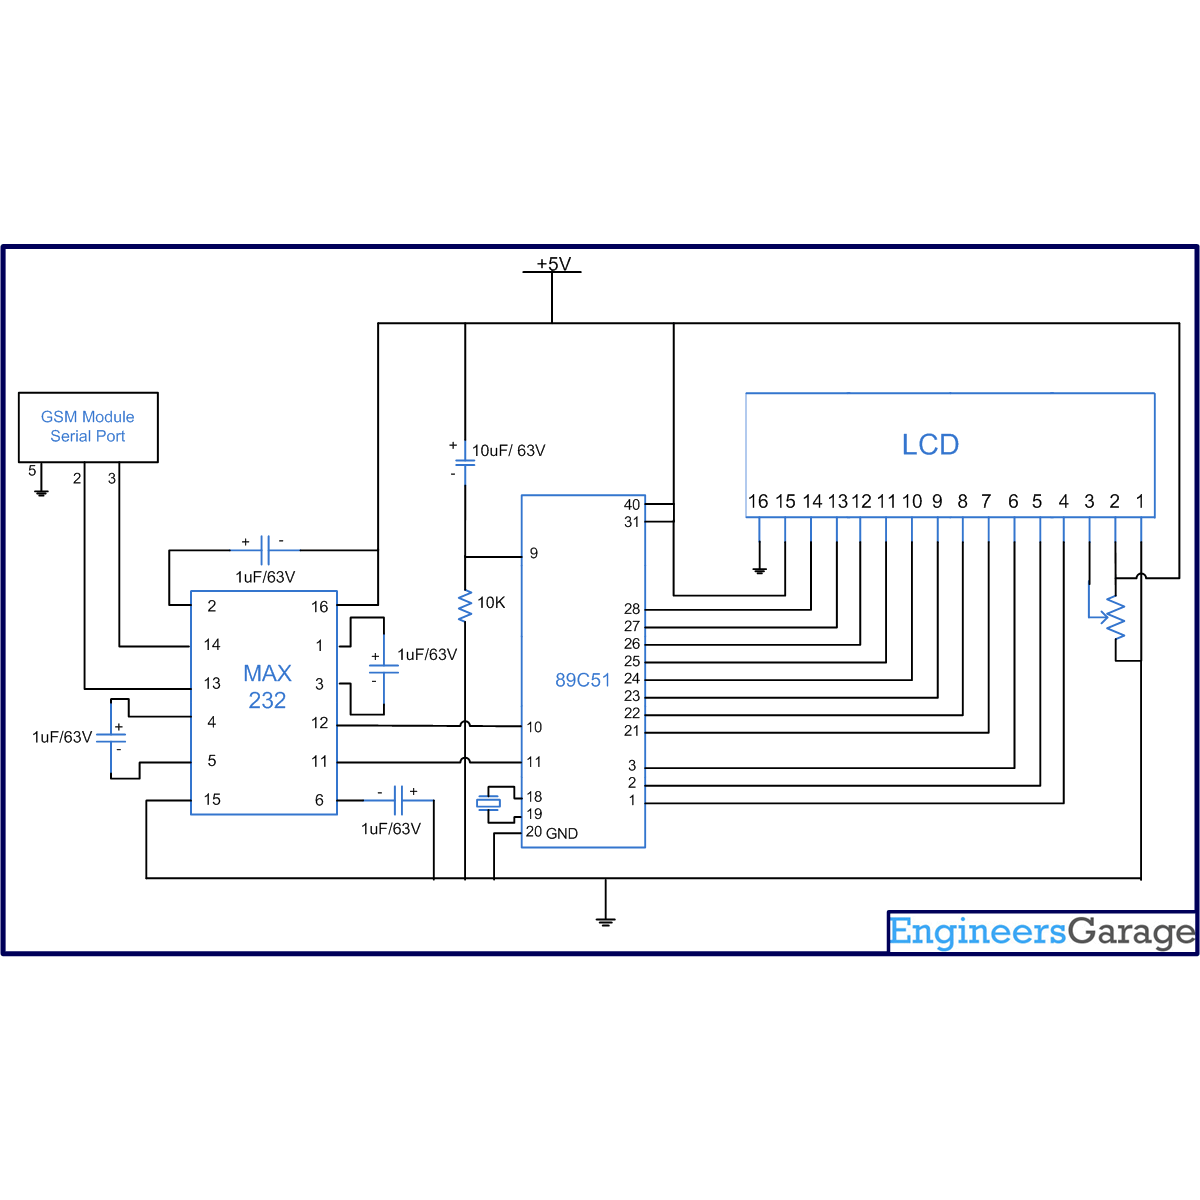 +5V
GSM Module
Serial Port
5
2
3
+
-
10uF/ 63V
+
-
1uF/63V
LCD
16 15 14 13 12 11 10 9 8 7 6 5 4 3 2 1
MAX
232
2
14
13
4
5
15
16
1
3
12
11
6
+
-
1uF/63V
+
-
1uF/63V
-
+
1uF/63V
10K
89C51
9
10
11
18
19
20 GND
40
31
28
27
26
25
24
23
22
21
3
2
1
EngineersGarage